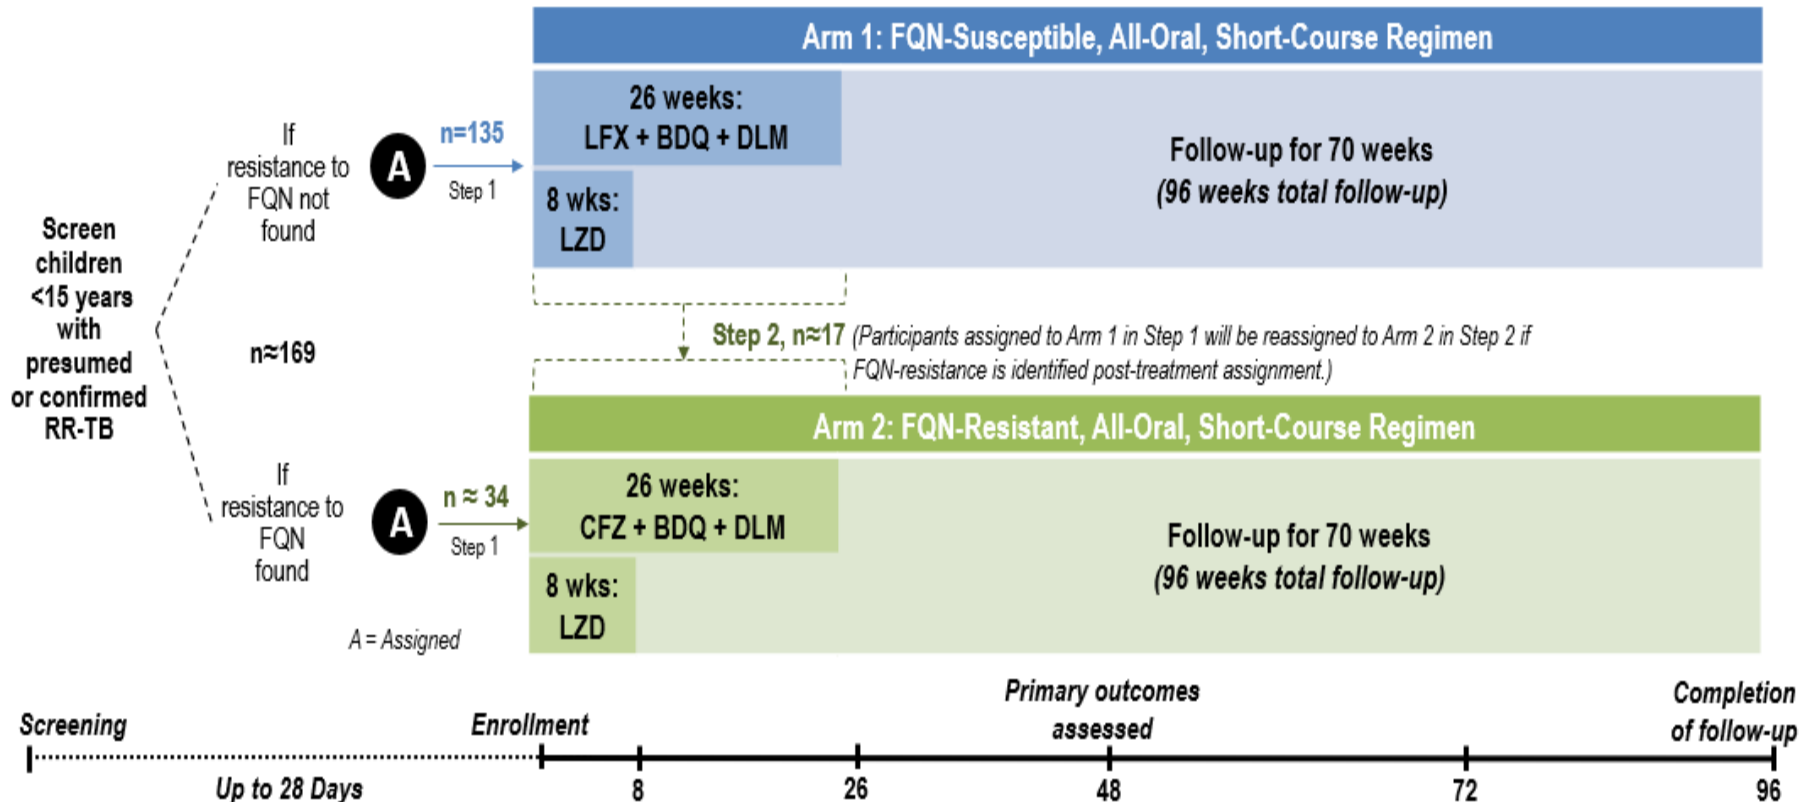 Arm 1: FQN-Susceptible, All-Oral, Short-Course Regimen
26 weeks:
LFX + BDQ + DLM
8 wks:
LZD
Follow-up for 70 weeks
(96 weeks total follow-up)
If
resistance to
FQN not
found
A
n=135
Step 1
Screen
children
<15 years
with
presumed
or confirmed
RR-TB
n≈169
Step 2, n≈17 (Participants assigned to Arm 1 in Step 1 will be reassigned to Arm 2 in Step 2 if
FQN-resistance is identified post-treatment assignment.)
Arm 2: FQN-Resistant, All-Oral, Short-Course Regimen
If
resistance to
FQN
found
A
n ≈ 34
Step 1
26 weeks:
CFZ + BDQ + DLM
8 wks:
LZD
Follow-up for 70 weeks
(96 weeks total follow-up)
A = Assigned
Screening
Enrollment
Primary outcomes
assessed
Completion
of follow-up
Up to 28 Days
8
26
48
72
96